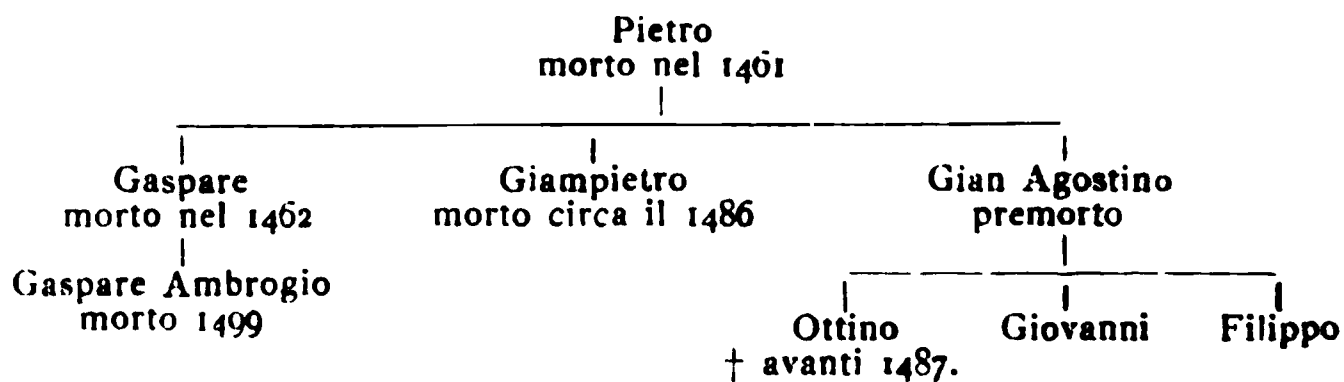 Pietro
morto nel 1461
Gaspare
morto nel 1462
Giampietro
morto circa il 1486
Gian Agostino
premorto
Gaspare Ambrogio
morto 1499
Ottino
† avanti 1487.
Giovanni
Filippo